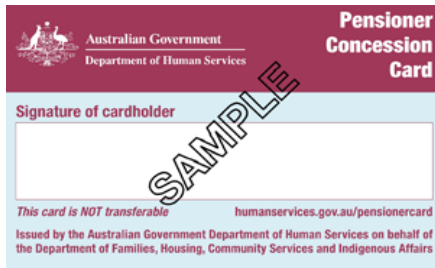 Australian Government
Department of Human Services
Pensioner
Concession
Card
Signature of cardholder
SAMPLE
This card is NOT transferable
humanservices.gov.au/pensionercard
Issued by the Australian Government Department of Human Services on behalf of
the Department of Families, Housing, Community Services and Indigenous Affairs